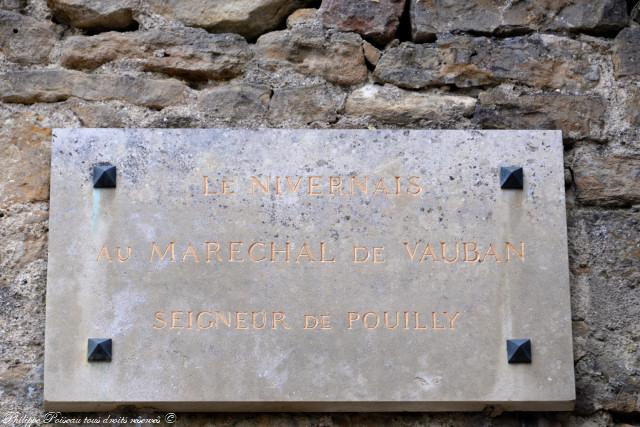 LE NIVERNAIS
AU MARECHAL DE VAUBAN
SEIGNEUR DE POUILLY
Philippe Poiseau tous droits réservés ©